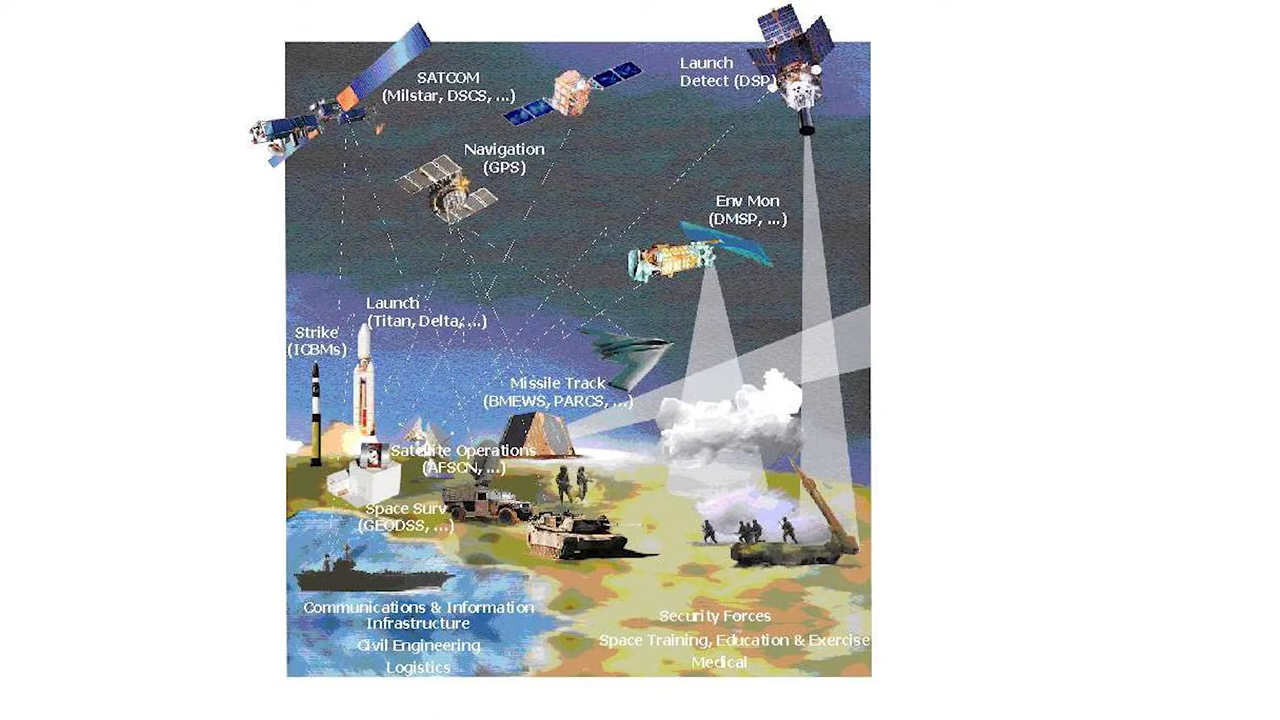 SATCOM
(Milstar, DSCS, ...)
Launch
Detect (DSP)
Navigation
(GPS)
Env Mon
(DMSP, ...)
Launch
(Titan, Delta, ...)
Strike
(ICBMs)
Missile Track
(BMEWS, PARCS, ...)
Satellite Operations
(AFSCN, ...)
Space Surv
(GEODSS, ...)
Communications & Information
Infrastructure
Civil Engineering
Logistics
Security Forces
Space Training, Education & Exercise
Medical